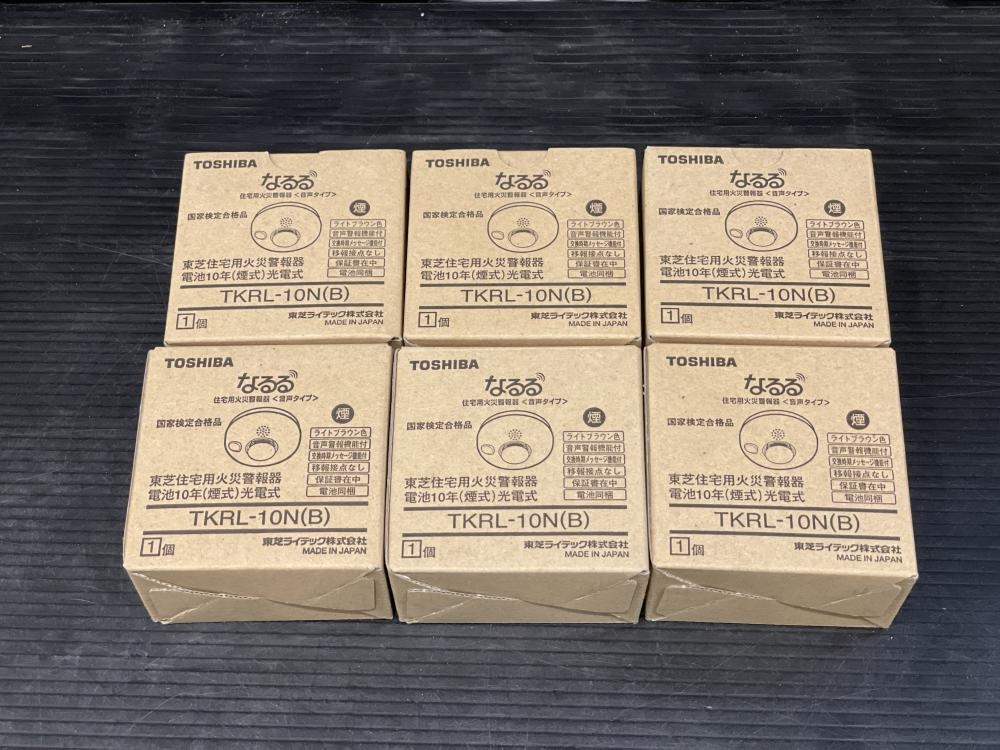 TOSHIBA
なるる
住宅用火災警報器<音声タイプ>
国家検定合格品
煙
ライトブラウン色
音声警報機能付
交換時期メッセージ機能付
移報接点なし
保証書在中
電池同梱
東芝住宅用火災警報器
電池10年(煙式)光電式
TKRL-10N(B)
1個
東芝ライテック株式会社
MADE IN JAPAN
TOSHIBA
なるる
住宅用火災警報器<音声タイプ>
国家検定合格品
煙
ライトブラウン色
音声警報機能付
交換時期メッセージ機能付
移報接点なし
保証書在中
電池同梱
東芝住宅用火災警報器
電池10年(煙式)光電式
TKRL-10N(B)
1個
東芝ライテック株式会社
MADE IN JAPAN
TOSHIBA
なるる
住宅用火災警報器<音声タイプ>
国家検定合格品
煙
ライトブラウン色
音声警報機能付
交換時期メッセージ機能付
移報接点なし
保証書在中
電池同梱
東芝住宅用火災警報器
電池10年(煙式)光電式
TKRL-10N(B)
1個
東芝ライテック株式会社
MADE IN JAPAN
TOSHIBA
なるる
住宅用火災警報器<音声タイプ>
国家検定合格品
煙
ライトブラウン色
音声警報機能付
交換時期メッセージ機能付
移報接点なし
保証書在中
電池同梱
東芝住宅用火災警報器
電池10年(煙式)光電式
TKRL-10N(B)
1個
東芝ライテック株式会社
MADE IN JAPAN
TOSHIBA
なるる
住宅用火災警報器<音声タイプ>
国家検定合格品
煙
ライトブラウン色
音声警報機能付
交換時期メッセージ機能付
移報接点なし
保証書在中
電池同梱
東芝住宅用火災警報器
電池10年(煙式)光電式
TKRL-10N(B)
1個
東芝ライテック株式会社
MADE IN JAPAN
TOSHIBA
なるる
住宅用火災警報器<音声タイプ>
国家検定合格品
煙
ライトブラウン色
音声警報機能付
交換時期メッセージ機能付
移報接点なし
保証書在中
電池同梱
東芝住宅用火災警報器
電池10年(煙式)光電式
TKRL-10N(B)
1個
東芝ライテック株式会社
MADE IN JAPAN